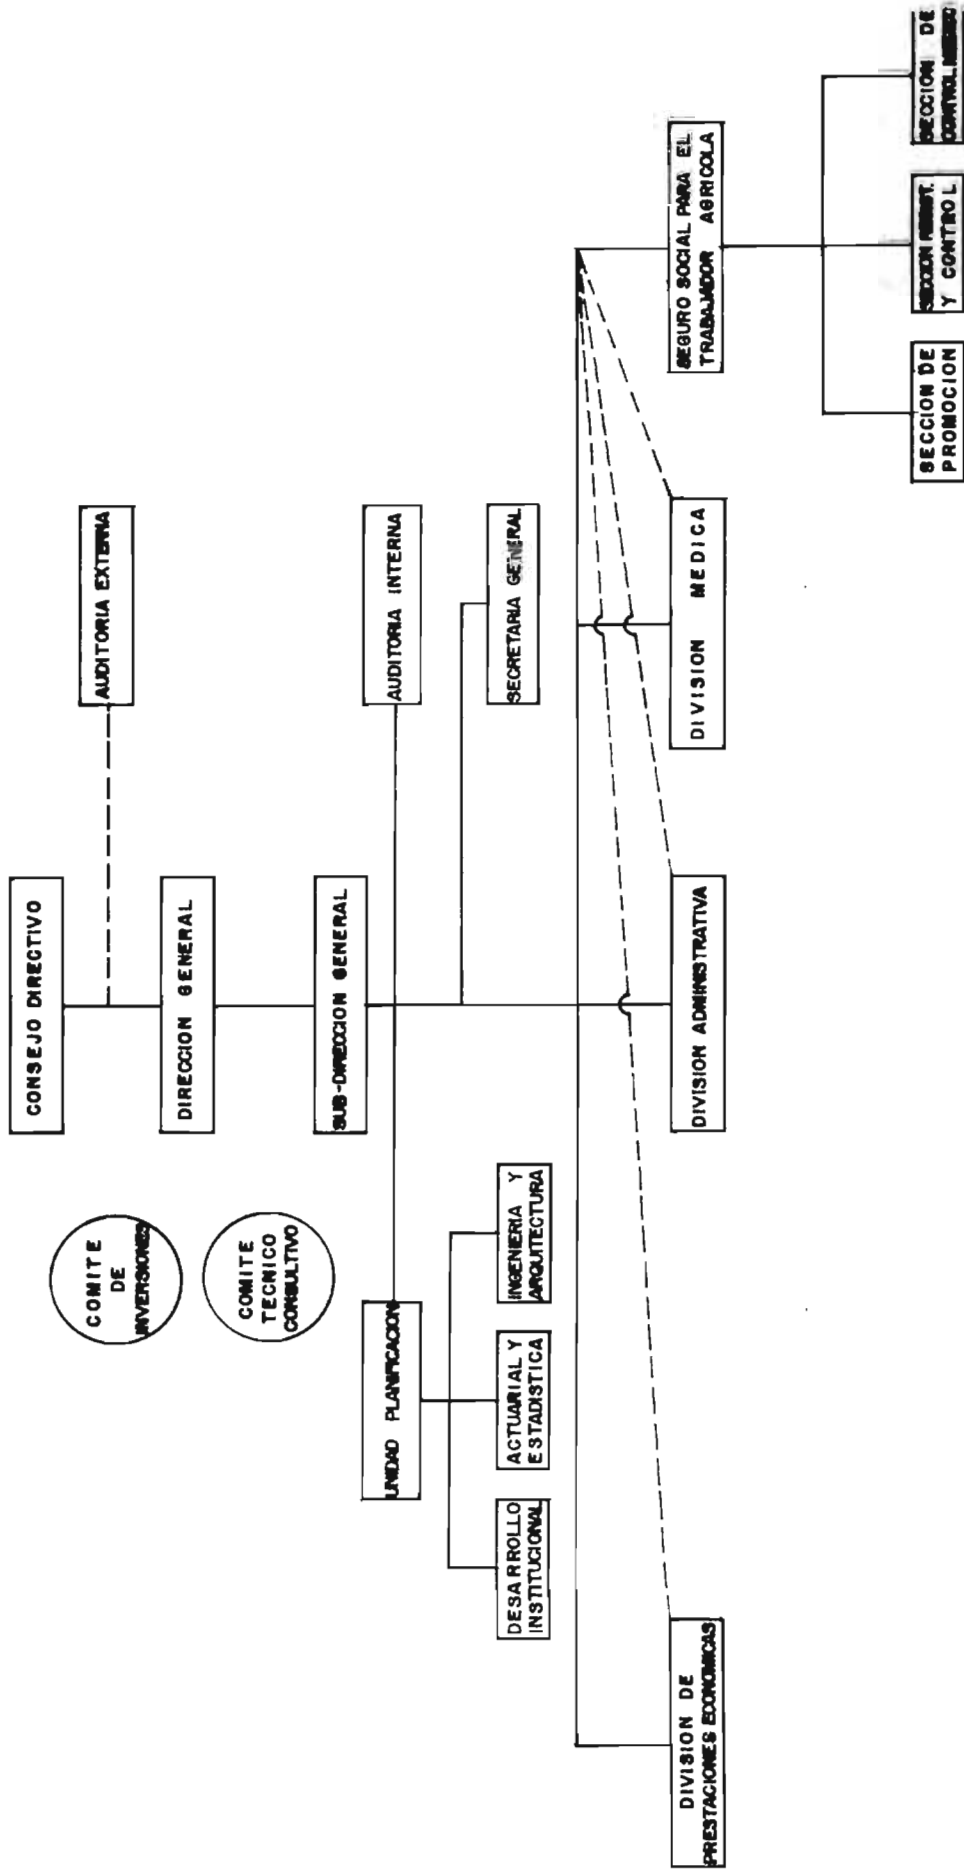 CONSEJO DIRECTIVO
AUDITORIA EXTERNA
COMITE
DE
INVERSIONES
DIRECCION GENERAL
COMITE
TECNICO
CONSULTIVO
SUB-DIRECCION GENERAL
UNIDAD PLANIFICACION
AUDITORIA INTERNA
SECRETARIA GENERAL
DESARROLLO
INSTITUCIONAL
ACTUARIAL Y
ESTADISTICA
INGENIERIA Y
ARQUITECTURA
DIVISION DE
PRESTACIONES ECONOMICAS
DIVISION ADMINISTRATIVA
DIVISION MEDICA
SEGURO SOCIAL PARA EL
TRABAJADOR AGRICOLA
SECCION DE
PROMOCION
SECCION
Y CONTROL
SECCION DE
CONTROL